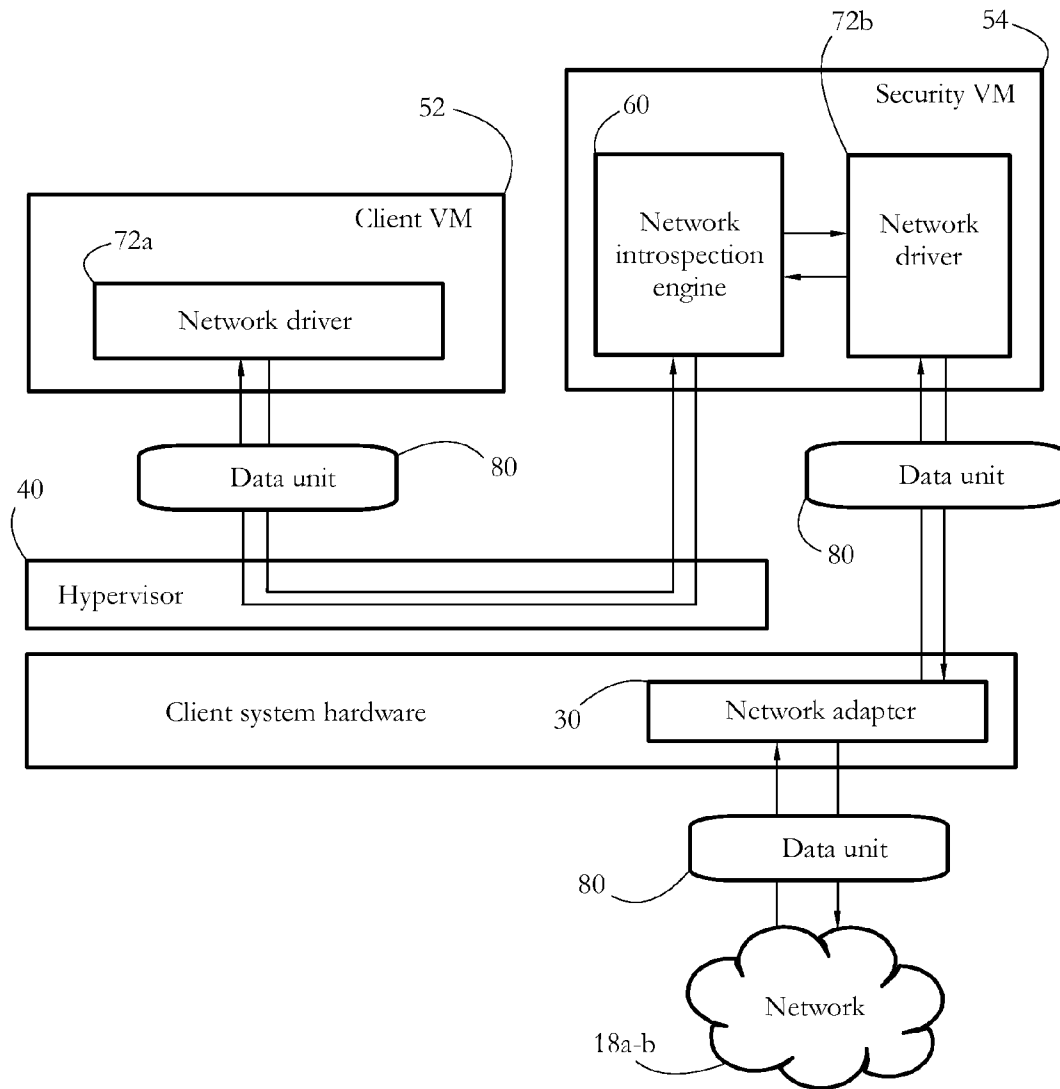 72b
54
Security VM
60
52
Network
introspection
engine
Network
driver
Client VM
72a
Network driver
Data unit
80
Data unit
80
40
Hypervisor
Client system hardware
30
Network adapter
Data unit
80
Network
18a-b